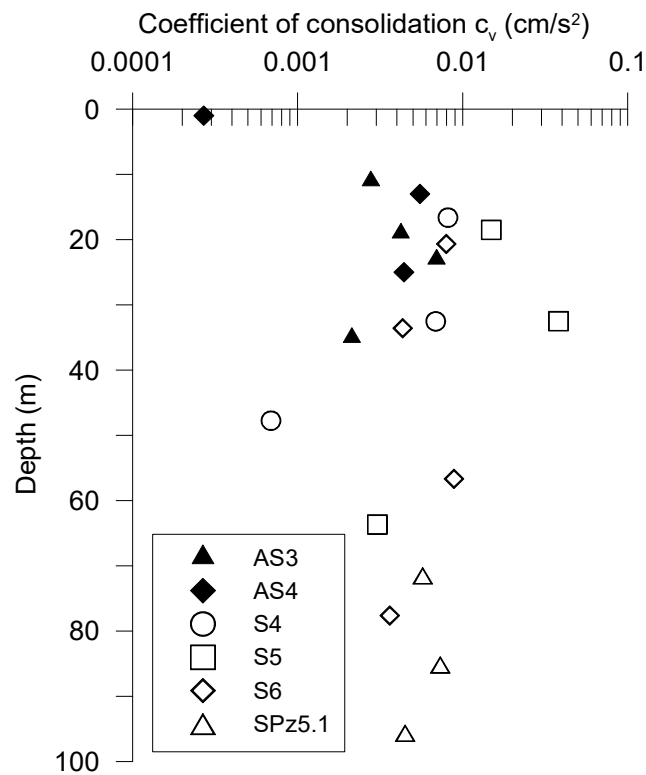 Coefficient of consolidation cᵥ (cm/s²)
0.0001 0.001 0.01 0.1
0
20
40
60
80
100
Depth (m)
AS3
AS4
S4
S5
S6
SPz5.1